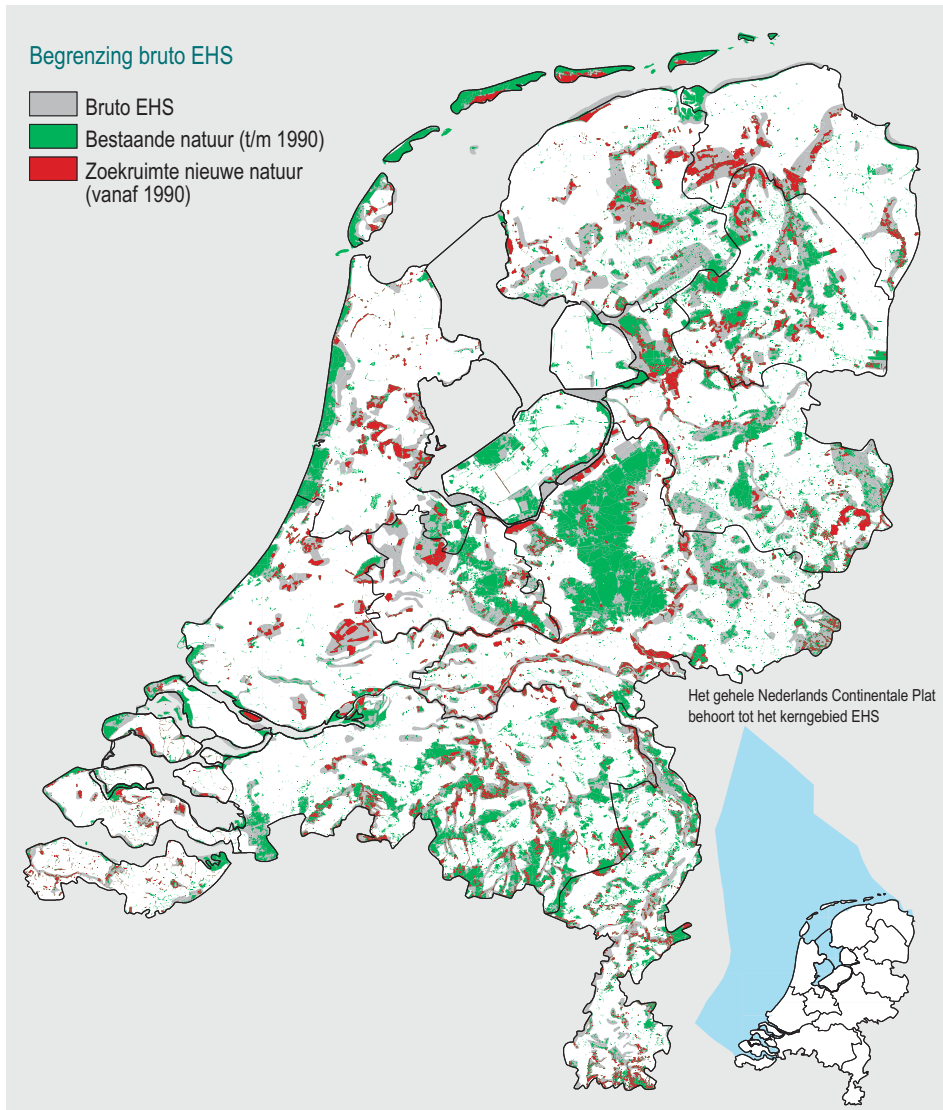 Begrenzing bruto EHS
Bruto EHS
Bestaande natuur (t/m 1990)
Zoekruimte nieuwe natuur
(vanaf 1990)
Het gehele Nederlands Continentale Plat
behoort tot het kerngebied EHS